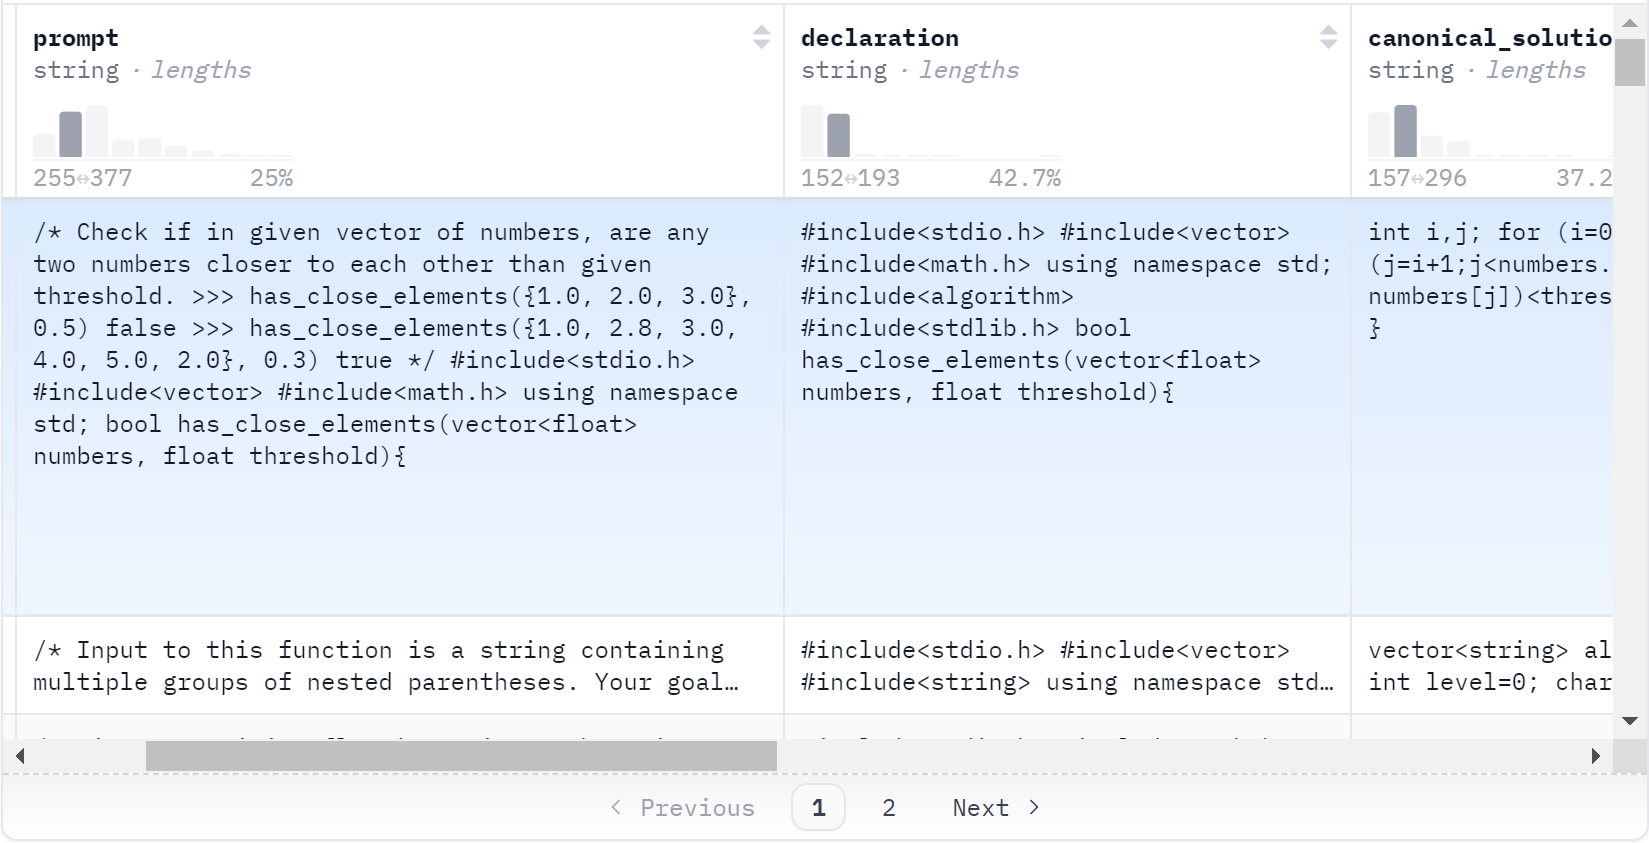 prompt
string · lengths
255⇔377 25%
declaration
string · lengths
152⇔193 42.7%
canonical_solutio
string · lengths
157⇔296 37.2
/* Check if in given vector of numbers, are any
two numbers closer to each other than given
threshold. >>> has_close_elements({1.0, 2.0, 3.0},
0.5) false >>> has_close_elements({1.0, 2.8, 3.0,
4.0, 5.0, 2.0}, 0.3) true */ #include<stdio.h>
#include<vector> #include<math.h> using namespace
std; bool has_close_elements(vector<float>
numbers, float threshold){
#include<stdio.h> #include<vector>
#include<math.h> using namespace std;
#include<algorithm>
#include<stdlib.h> bool
has_close_elements(vector<float>
numbers, float threshold){
int i,j; for (i=0
(j=i+1;j<numbers.
numbers[j])<thres
}
/* Input to this function is a string containing
multiple groups of nested parentheses. Your goal…
#include<stdio.h> #include<vector>
#include<string> using namespace std…
vector<string> al
int level=0; char
< Previous 1 2 Next >